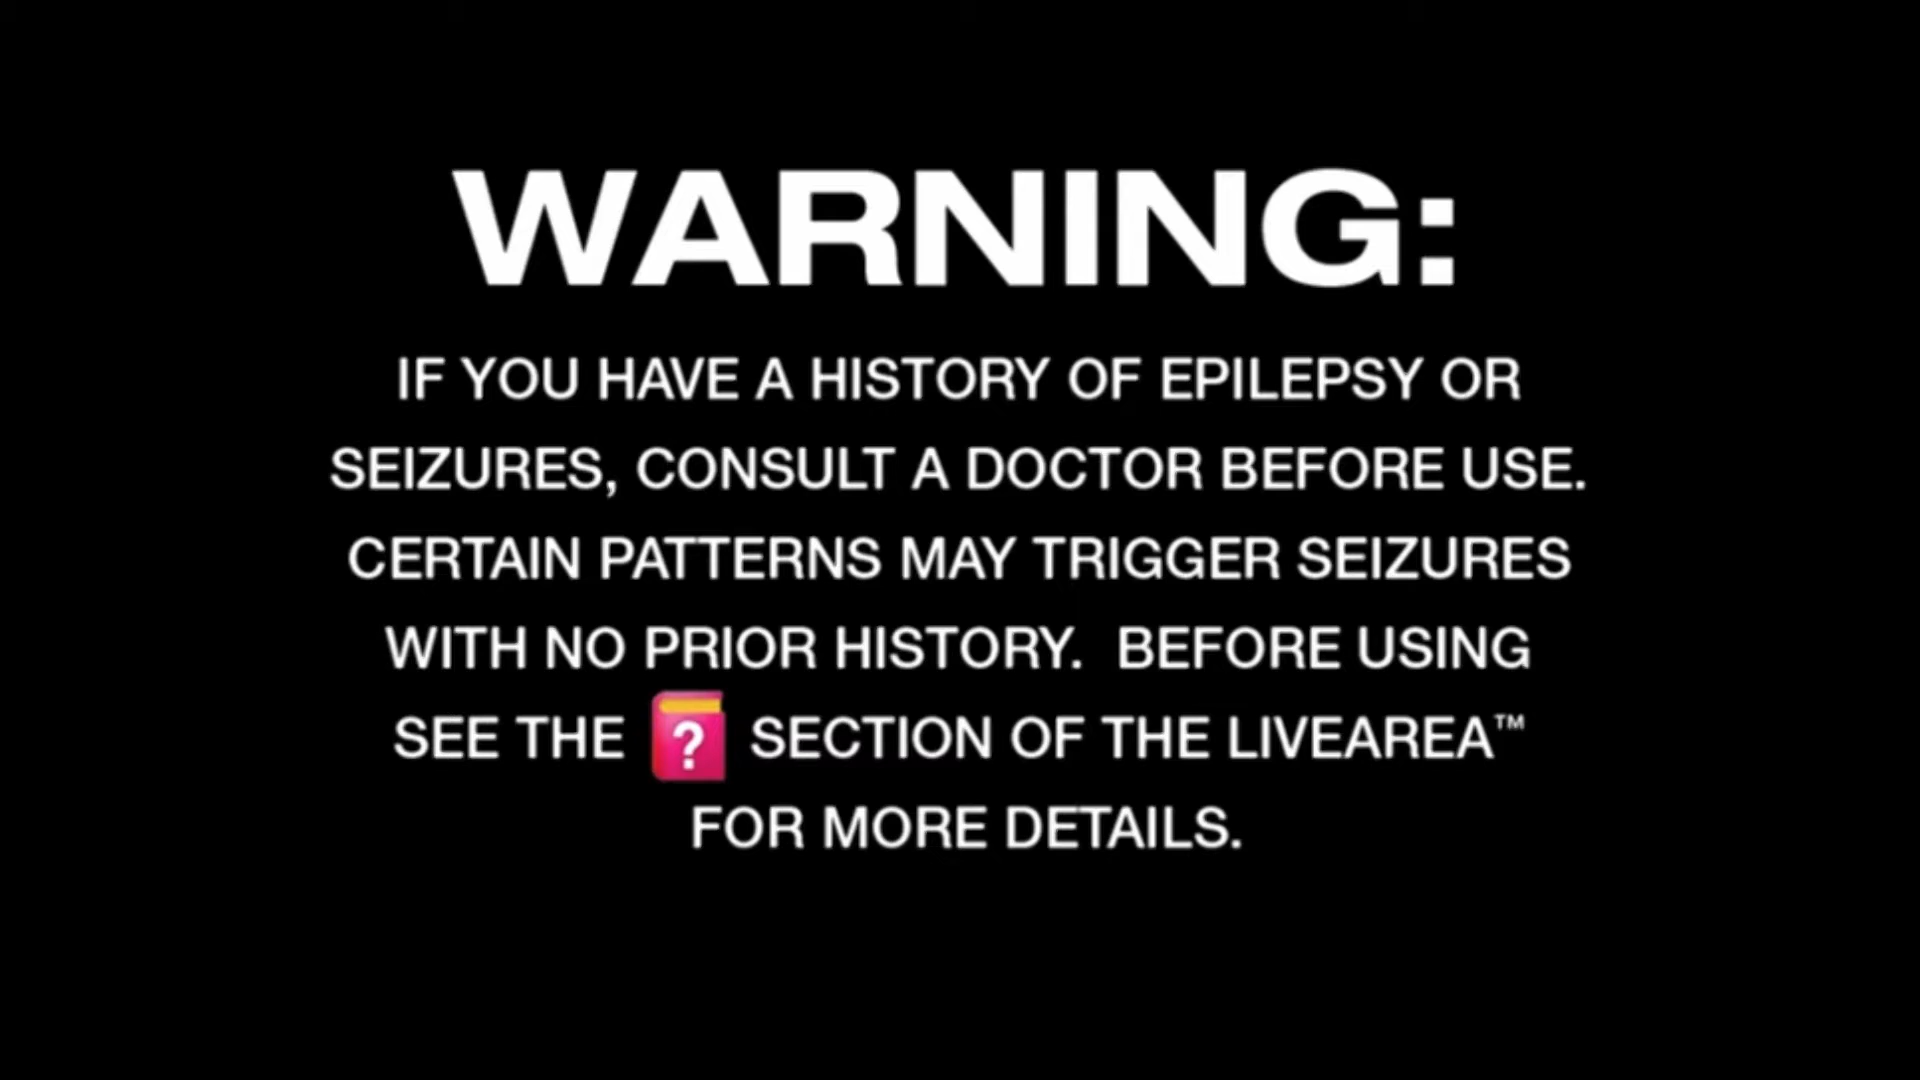 WARNING:
IF YOU HAVE A HISTORY OF EPILEPSY OR
SEIZURES, CONSULT A DOCTOR BEFORE USE.
CERTAIN PATTERNS MAY TRIGGER SEIZURES
WITH NO PRIOR HISTORY.  BEFORE USING
SEE THE ? SECTION OF THE LIVEAREA™
FOR MORE DETAILS.